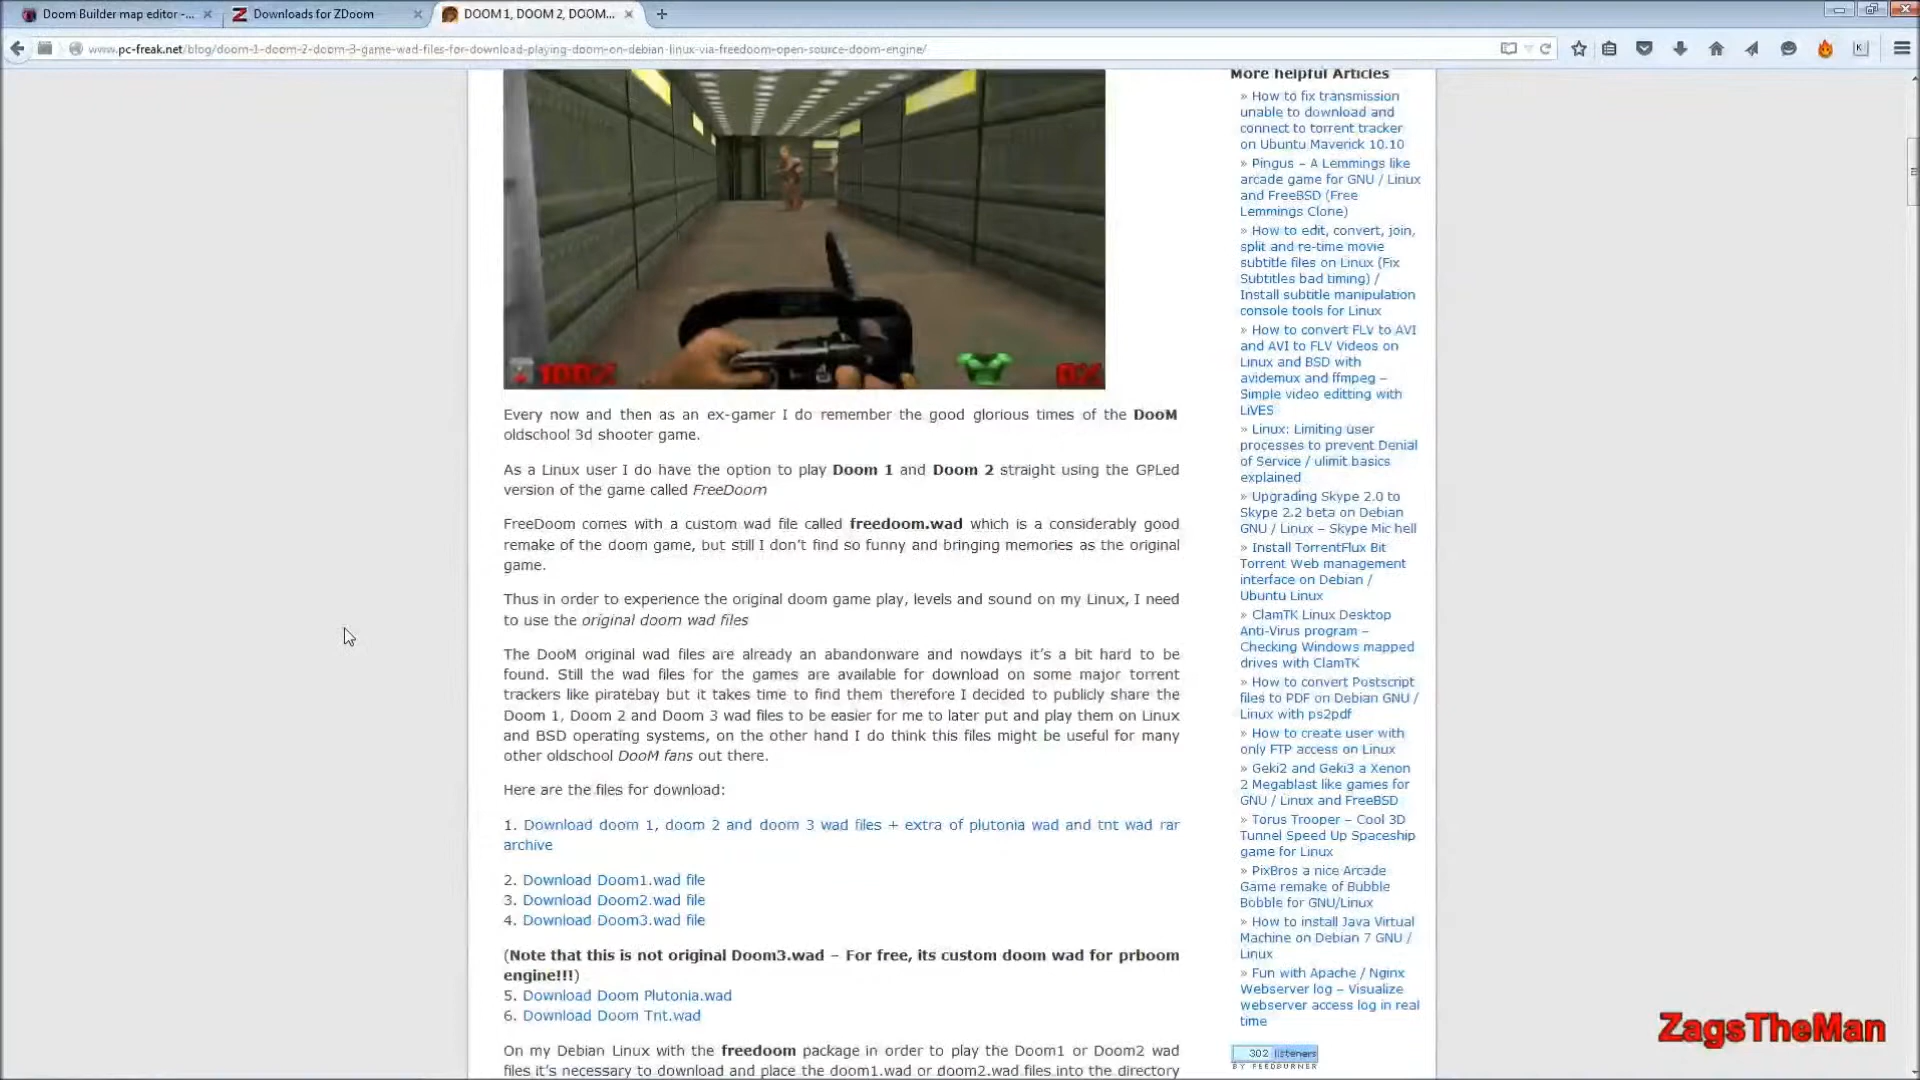 Doom Builder map editor -...
Downloads for ZDoom
DOOM 1, DOOM 2, DOOM...
www.pc-freak.net/blog/doom-1-doom-2-doom-3-game-wad-files-for-download-playing-doom-on-debian-linux-via-freedoom-open-source-doom-engine/
100%
0%
Every now and then as an ex-gamer I do remember the good glorious times of the DooM
oldschool 3d shooter game.
As a Linux user I do have the option to play Doom 1 and Doom 2 straight using the GPLed
version of the game called FreeDoom
FreeDoom comes with a custom wad file called freedoom.wad which is a considerably good
remake of the doom game, but still I don't find so funny and bringing memories as the original
game.
Thus in order to experience the original doom game play, levels and sound on my Linux, I need
to use the original doom wad files
The DooM original wad files are already an abandonware and nowdays it's a bit hard to be
found. Still the wad files for the games are available for download on some major torrent
trackers like piratebay but it takes time to find them therefore I decided to publicly share the
Doom 1, Doom 2 and Doom 3 wad files to be easier for me to later put and play them on Linux
and BSD operating systems, on the other hand I do think this files might be useful for many
other oldschool DooM fans out there.
Here are the files for download:
1. Download doom 1, doom 2 and doom 3 wad files + extra of plutonia wad and tnt wad rar
archive
2. Download Doom1.wad file
3. Download Doom2.wad file
4. Download Doom3.wad file
(Note that this is not original Doom3.wad – For free, its custom doom wad for prboom
engine!!!)
5. Download Doom Plutonia.wad
6. Download Doom Tnt.wad
On my Debian Linux with the freedoom package in order to play the Doom1 or Doom2 wad
files it's necessary to download and place the doom1.wad or doom2.wad files into the directory
More helpful Articles
» How to fix transmission
unable to download and
connect to torrent tracker
on Ubuntu Maverick 10.10
» Pingus – A Lemmings like
arcade game for GNU / Linux
and FreeBSD (Free
Lemmings Clone)
» How to edit, convert, join,
split and re-time movie
subtitle files on Linux (Fix
Subtitles bad timing) /
Install subtitle manipulation
console tools for Linux
» How to convert FLV to AVI
and AVI to FLV Videos on
Linux and BSD with
avidemux and ffmpeg –
Simple video editting with
LiVES
» Linux: Limiting user
processes to prevent Denial
of Service / ulimit basics
explained
» Upgrading Skype 2.0 to
Skype 2.2 beta on Debian
GNU / Linux – Skype Mic hell
» Install TorrentFlux Bit
Torrent Web management
interface on Debian /
Ubuntu Linux
» ClamTK Linux Desktop
Anti-Virus program –
Checking Windows mapped
drives with ClamTK
» How to convert Postscript
files to PDF on Debian GNU /
Linux with ps2pdf
» How to create user with
only FTP access on Linux
» Geki2 and Geki3 a Xenon
2 Megablast like games for
GNU / Linux and FreeBSD
» Torus Trooper – Cool 3D
Tunnel Speed Up Spaceship
game for Linux
» PixBros a nice Arcade
Game remake of Bubble
Bobble for GNU/Linux
» How to install Java Virtual
Machine on Debian 7 GNU /
Linux
» Fun with Apache / Nginx
Webserver log – Visualize
webserver access log in real
time
302 listeners
BY FEEDBURNER
ZagsTheMan